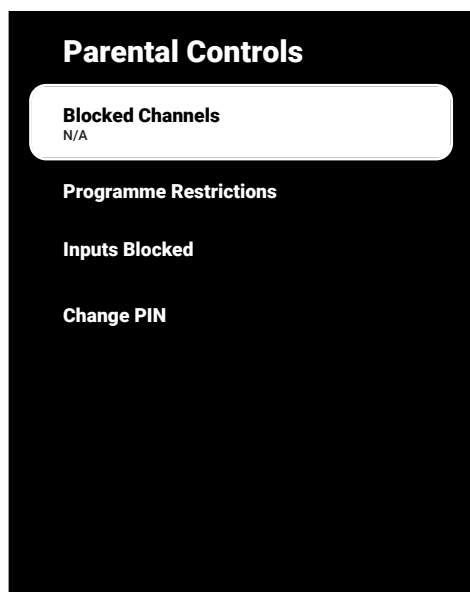 Parental Controls
Blocked Channels
N/A
Programme Restrictions
Inputs Blocked
Change PIN